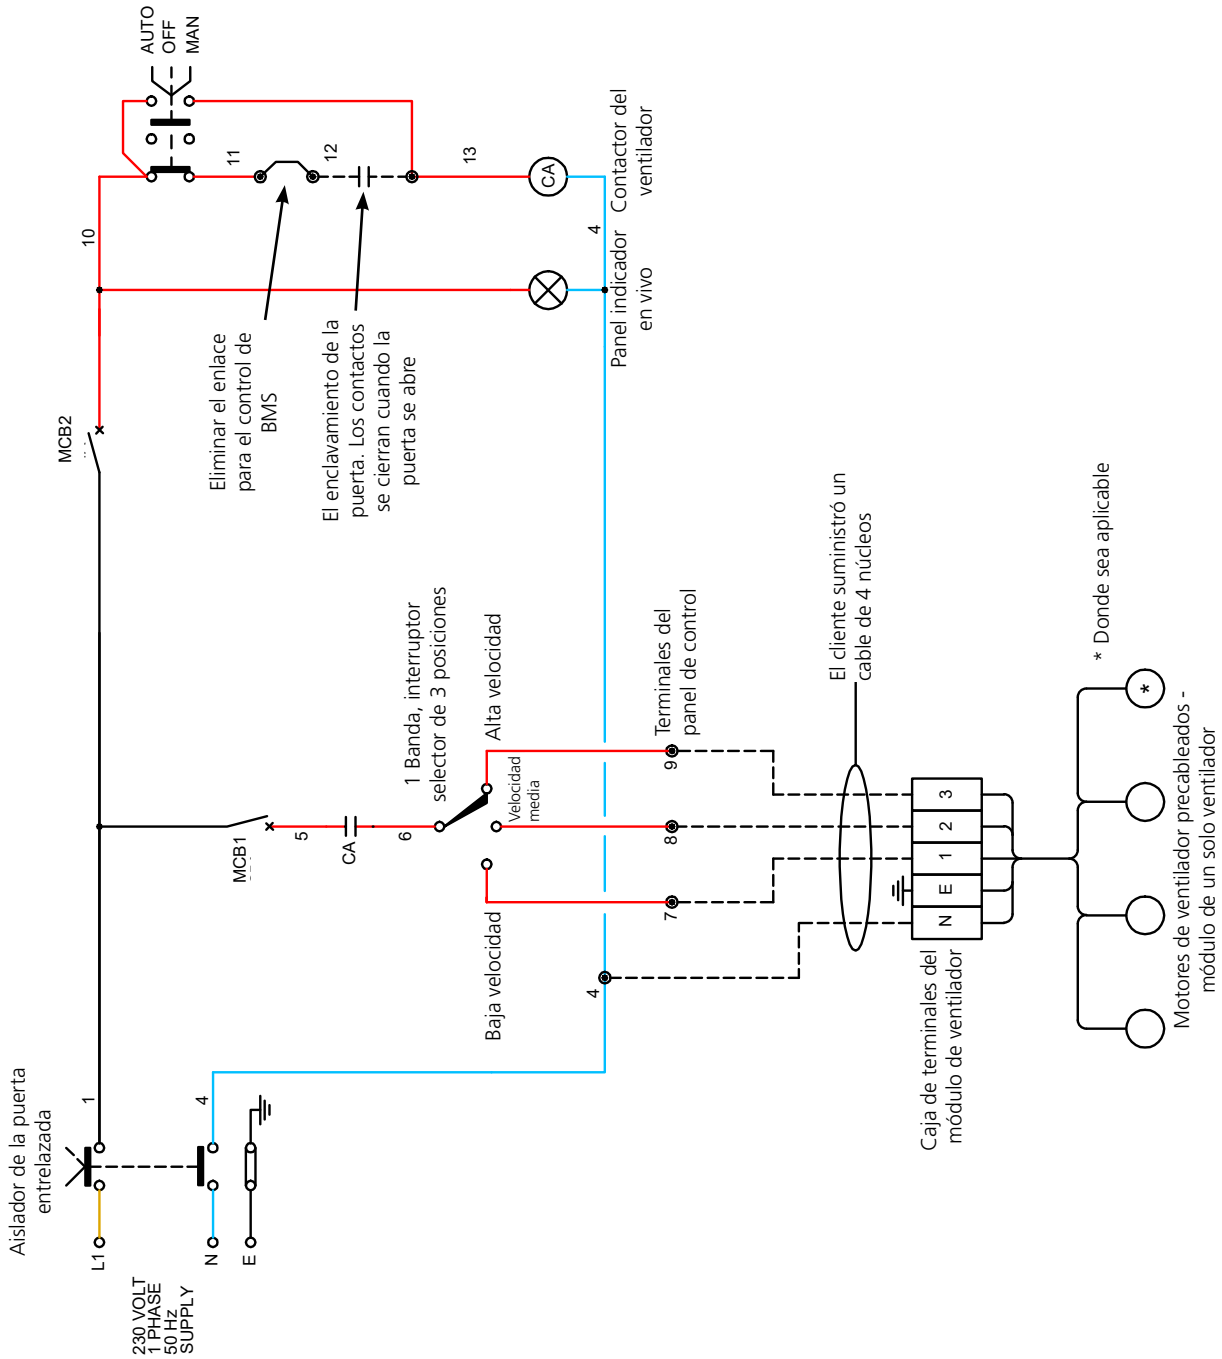 Aislador de la puerta
entrelazada
230 VOLT
1 PHASE
50 Hz
SUPPLY
L1
N
E
1
4
MCB2
10
AUTO
OFF
MAN
11
12
13
CA
4
Contactor del
ventilador
Panel indicador
en vivo
Eliminar el enlace
para el control de
BMS
El enclavamiento de la
puerta. Los contactos
se cierran cuando la
puerta se abre
MCB1
5
CA
6
1 Banda, interruptor
selector de 3 posiciones
Alta velocidad
Velocidad
media
Baja velocidad
Terminales del
panel de control
4
7
8
9
El cliente suministró un
cable de 4 núcleos
N
E
1
2
3
Caja de terminales del
módulo de ventilador
* Donde sea aplicable
*
Motores de ventilador precableados -
módulo de un solo ventilador